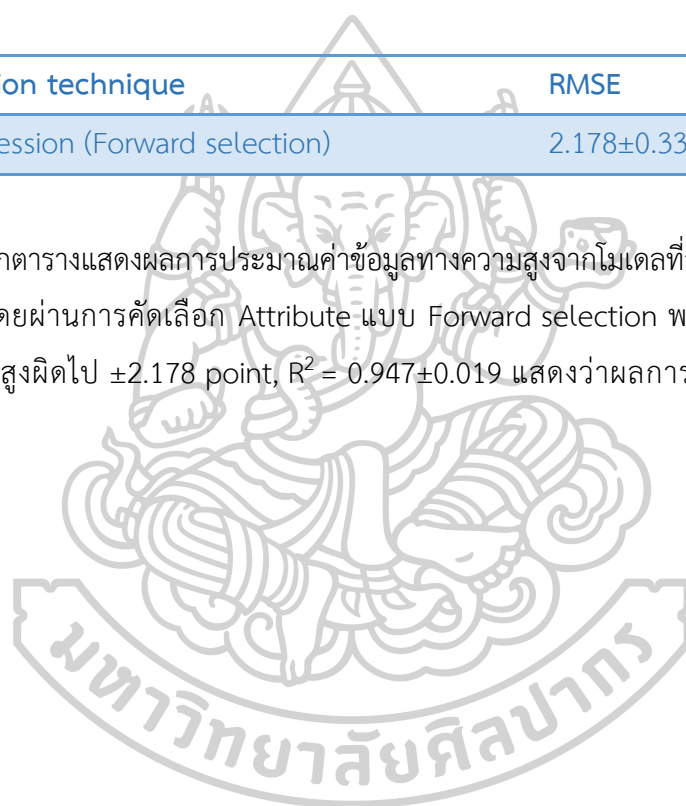 ion technique RMSE
ession (Forward selection) 2.178±0.33
กตารางแสดงผลการประมาณค่าข้อมูลทางความสูงจากโมเดลที่
ดยผ่านการคัดเลือก Attribute แบบ Forward selection พ
สูงผิดไป ±2.178 point, R² = 0.947±0.019 แสดงว่าผลการ
มหาวิทยาลัยศิลปากร